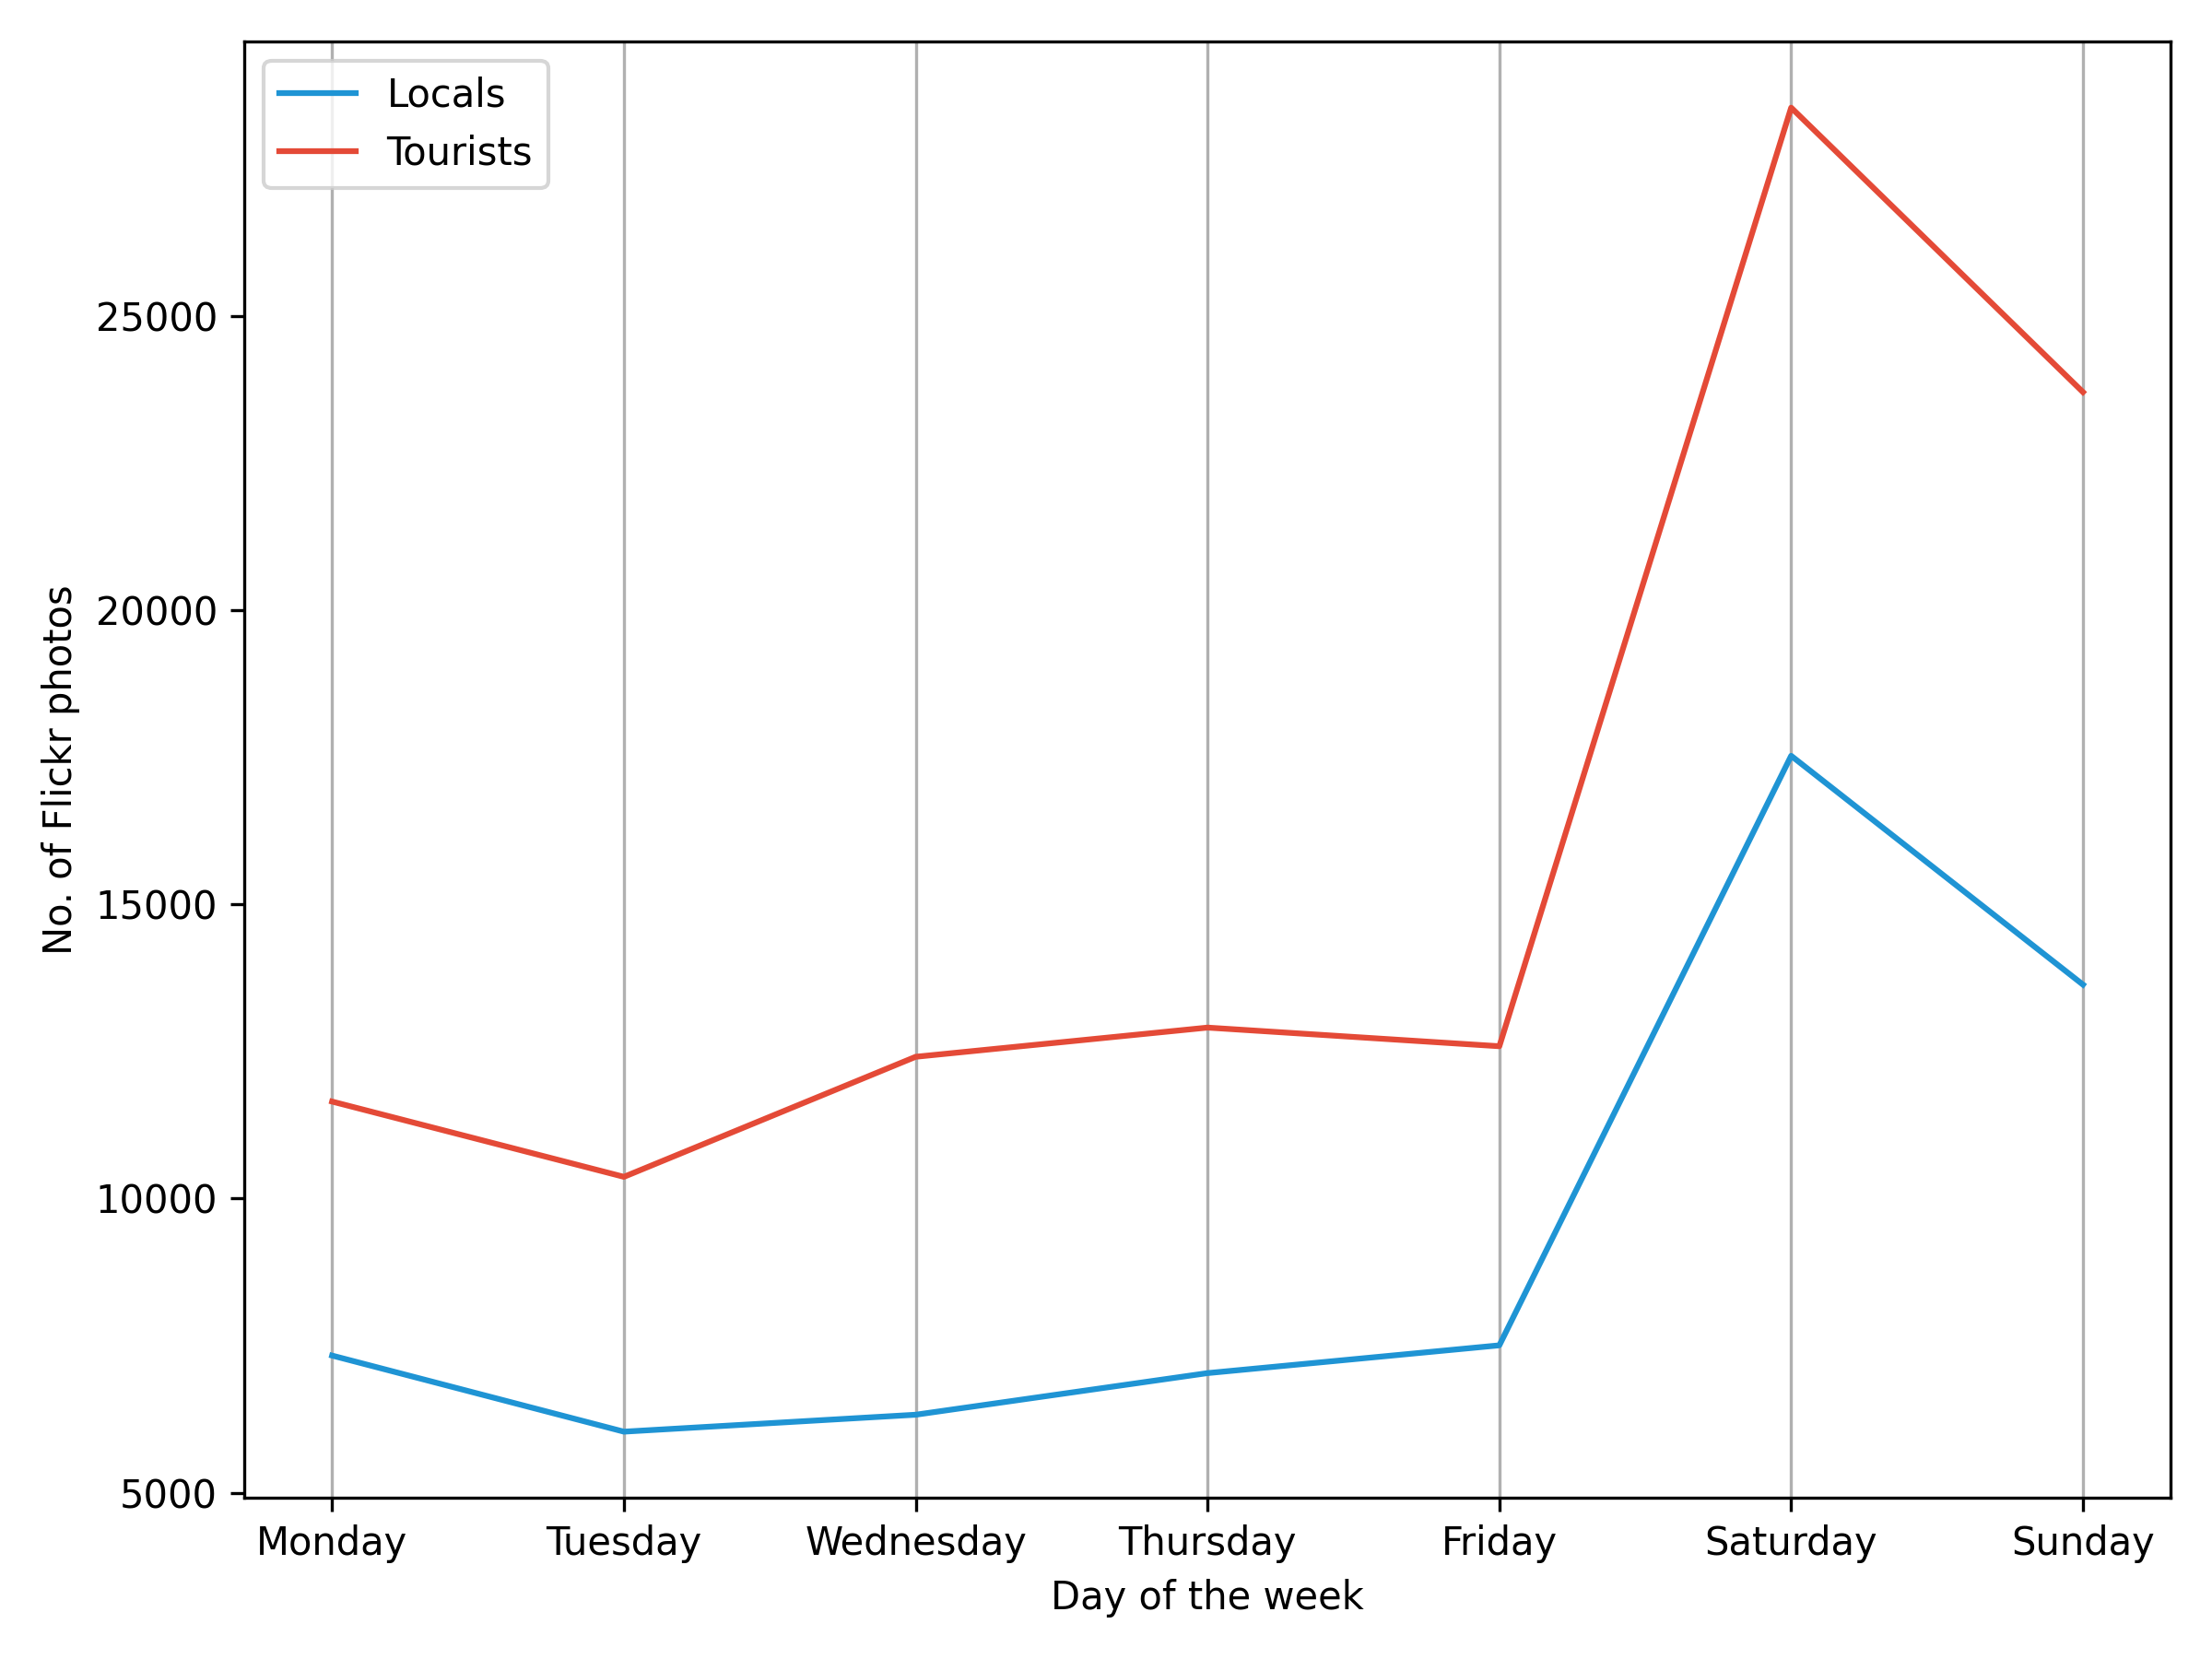 Locals
Tourists
No. of Flickr photos
25000
20000
15000
10000
5000
Monday Tuesday Wednesday Thursday Friday Saturday Sunday
Day of the week